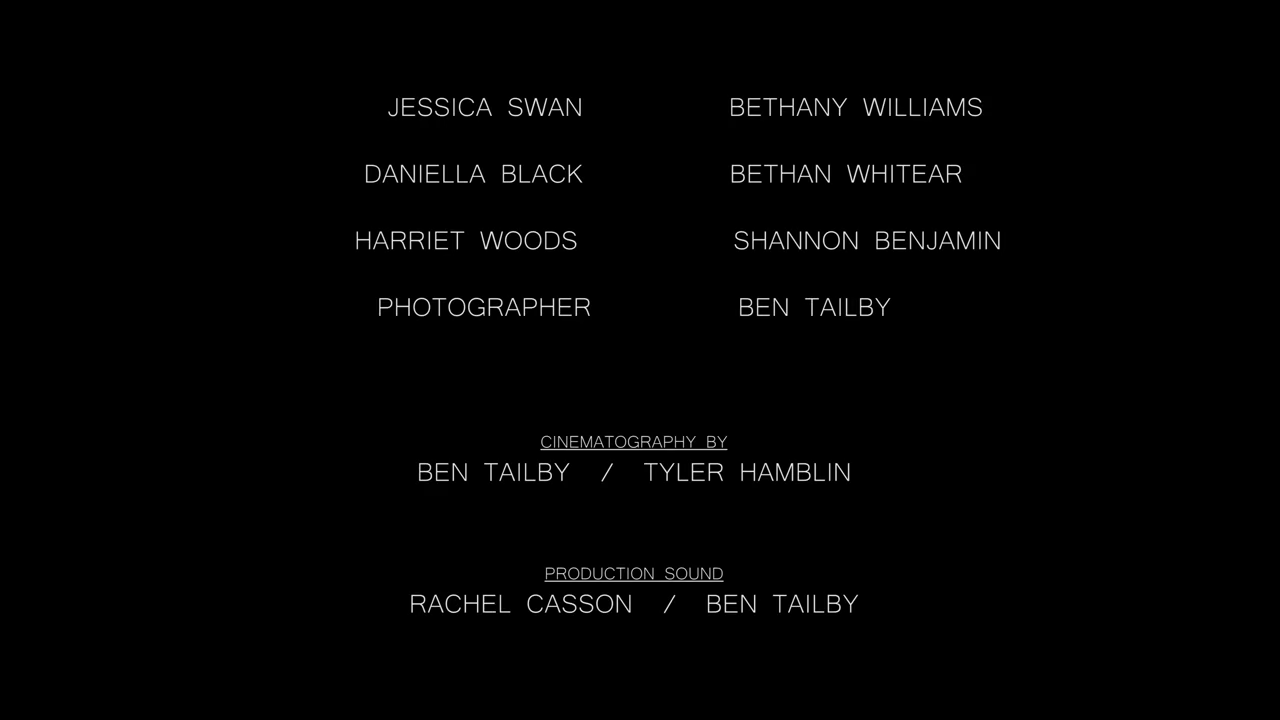 JESSICA SWAN BETHANY WILLIAMS
DANIELLA BLACK BETHAN WHITEAR
HARRIET WOODS SHANNON BENJAMIN
PHOTOGRAPHER BEN TAILBY
CINEMATOGRAPHY BY
BEN TAILBY / TYLER HAMBLIN
PRODUCTION SOUND
RACHEL CASSON / BEN TAILBY